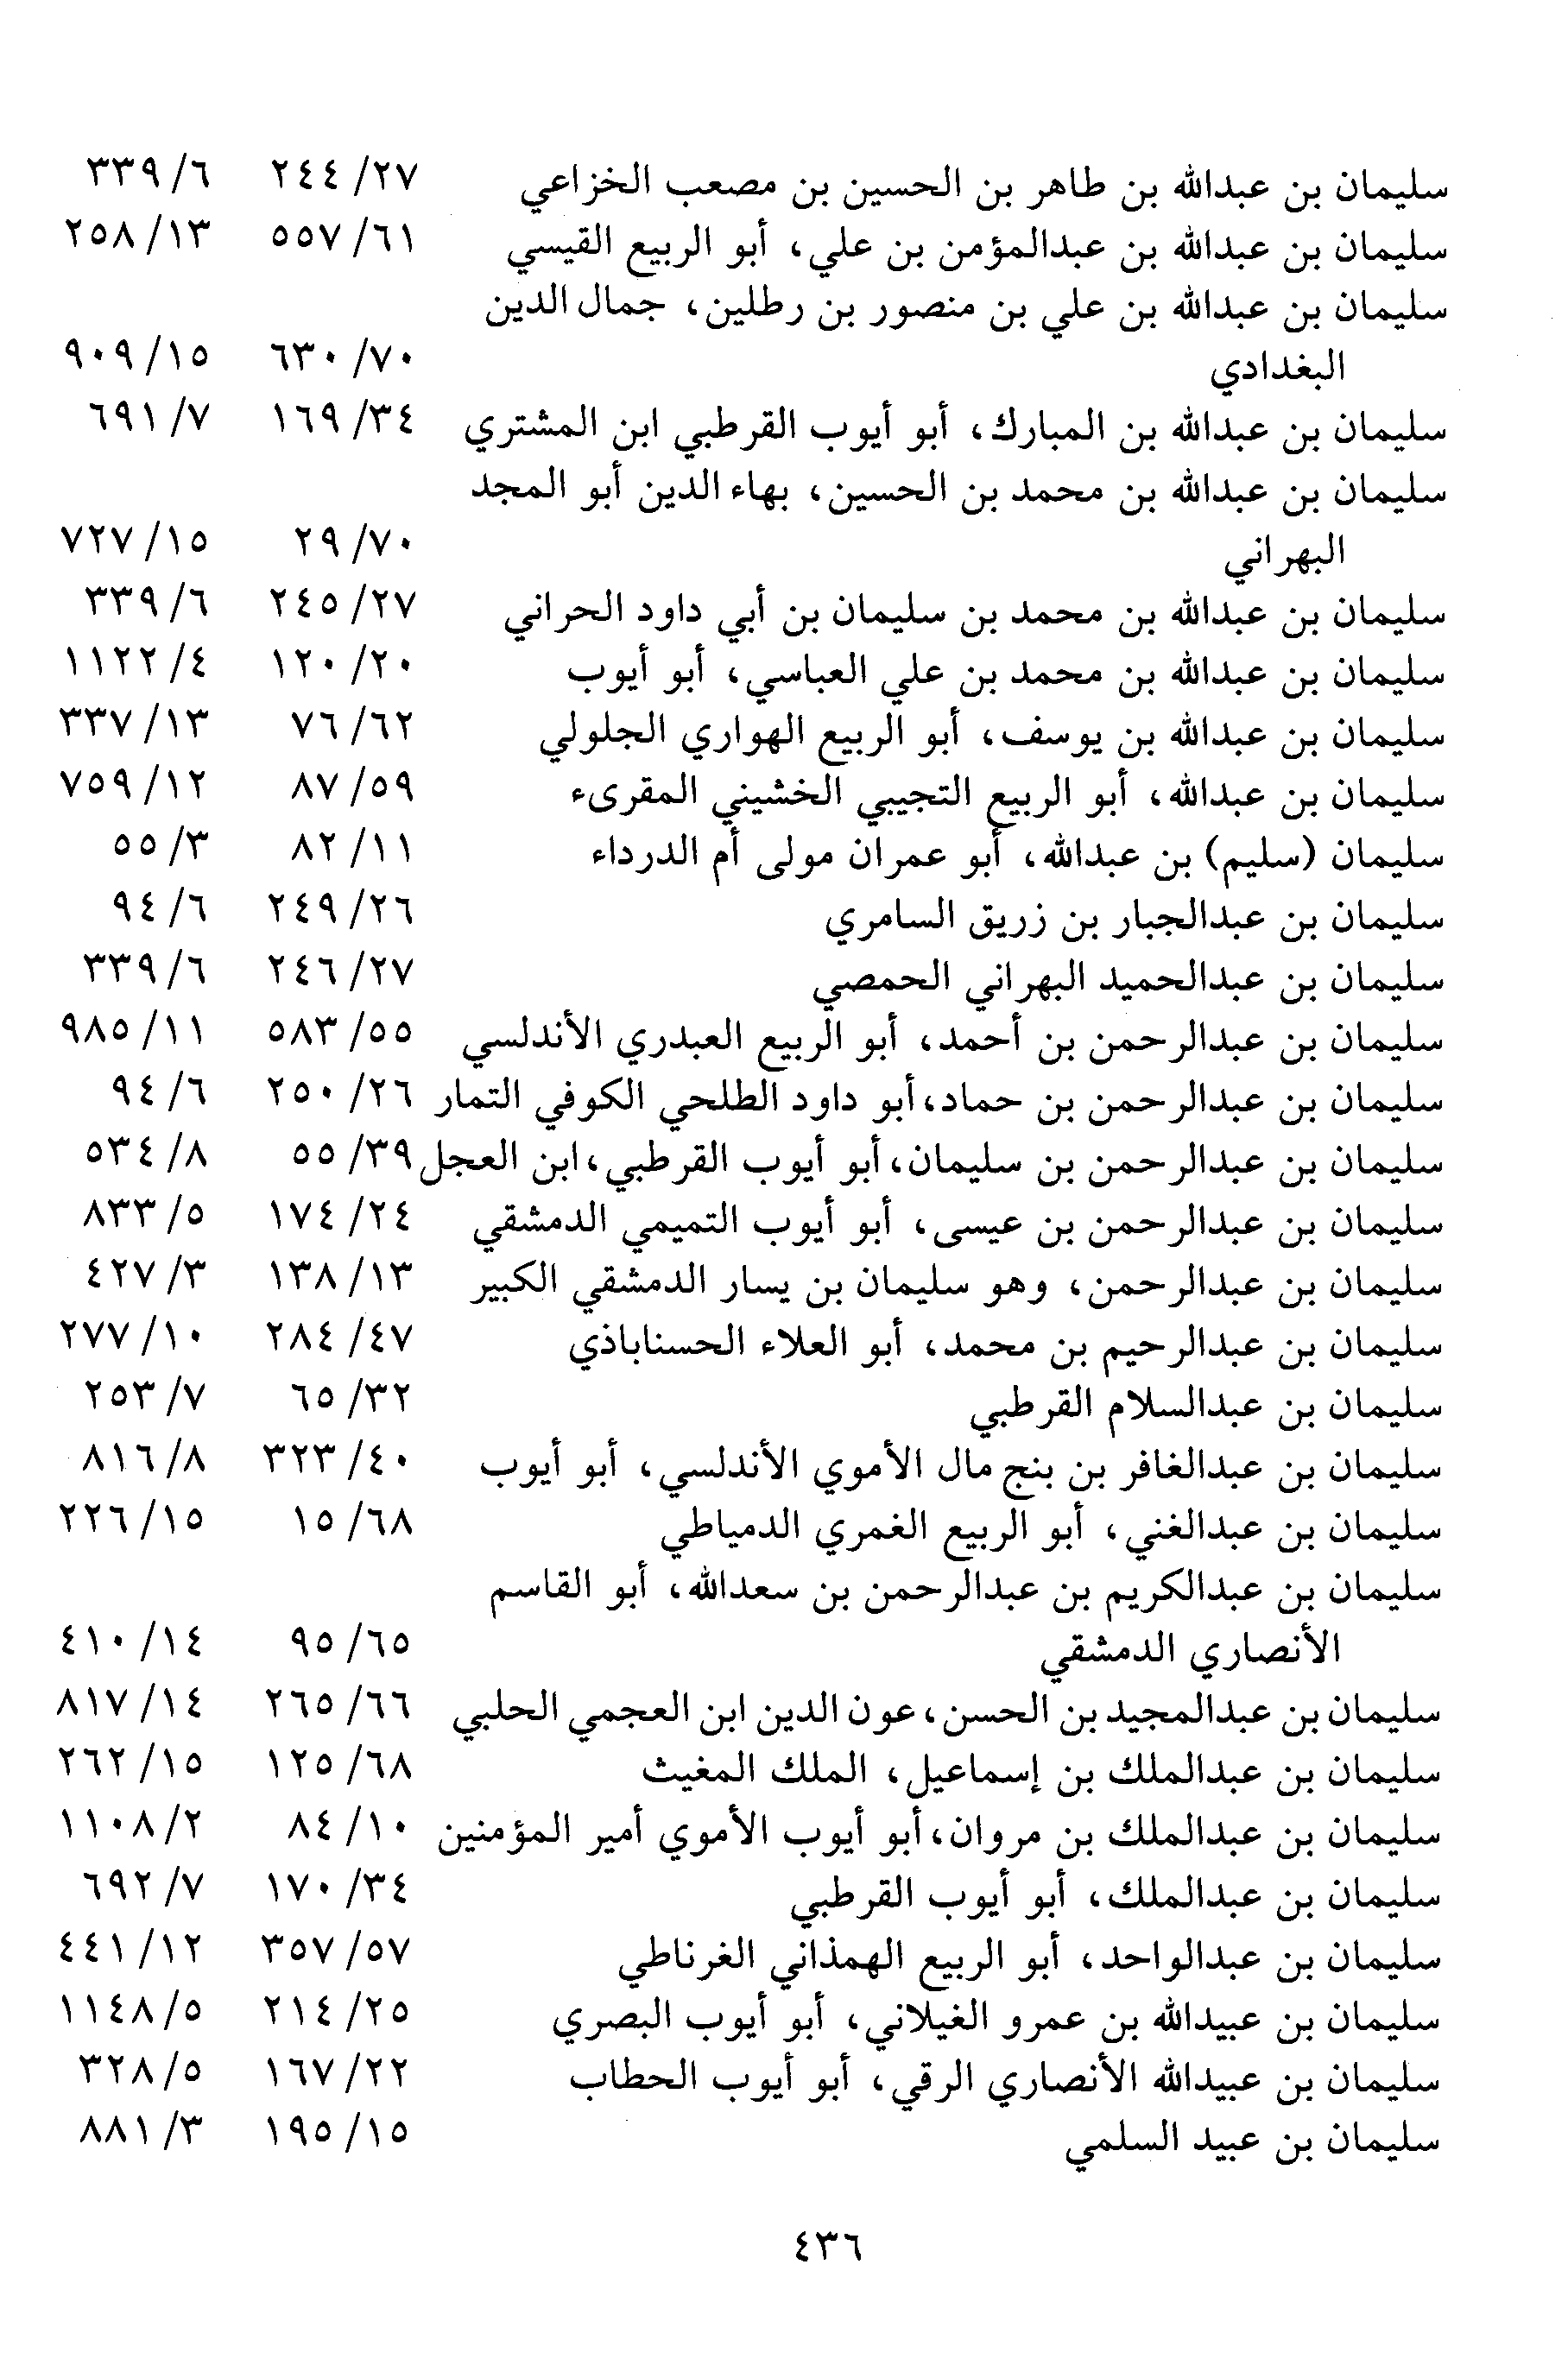 سليمان بن عبدالله بن طاهر بن الحسين بن مصعب الخزاعي ٢٧/ ٢٤٤ ٦/ ٣٣٩
سليمان بن عبدالله بن عبدالمؤمن بن علي، أبو الربيع القيسي ٦١/ ٥٥٧ ١٣/ ٢٥٨
سليمان بن عبدالله بن علي بن منصور بن رطلين، جمال الدين
البغدادي ٧٠/ ٦٣٠ ١٥/ ٩٠٩
سليمان بن عبدالله بن المبارك، أبو أيوب القرطبي ابن المشتري ٣٤/ ١٦٩ ٧/ ٦٩١
سليمان بن عبدالله بن محمد بن الحسين، بهاء الدين أبو المجد
البهراني ٧٠/ ٢٩ ١٥/ ٧٢٧
سليمان بن عبدالله بن محمد بن سليمان بن أبي داود الحراني ٢٧/ ٢٤٥ ٦/ ٣٣٩
سليمان بن عبدالله بن محمد بن علي العباسي، أبو أيوب ٢٠/ ١٢٠ ٤/ ١١٢٢
سليمان بن عبدالله بن يوسف، أبو الربيع الهواري الجلولي ٦٢/ ٧٦ ١٣/ ٣٣٧
سليمان بن عبدالله، أبو الربيع التجيبي الخشيني المقرىء ٥٩/ ٨٧ ١٢/ ٧٥٩
سليمان (سليم) بن عبدالله، أبو عمران مولى أم الدرداء ١١/ ٨٢ ٣/ ٥٥
سليمان بن عبدالجبار بن زريق السامري ٢٦/ ٢٤٩ ٦/ ٩٤
سليمان بن عبدالحميد البهراني الحمصي ٢٧/ ٢٤٦ ٦/ ٣٣٩
سليمان بن عبدالرحمن بن أحمد، أبو الربيع العبدري الأندلسي ٥٥/ ٥٨٣ ١١/ ٩٨٥
سليمان بن عبدالرحمن بن حماد،أبو داود الطلحي الكوفي التمار ٢٦/ ٢٥٠ ٦/ ٩٤
سليمان بن عبدالرحمن بن سليمان،أبو أيوب القرطبي،ابن العجل ٣٩/ ٥٥ ٨/ ٥٣٤
سليمان بن عبدالرحمن بن عيسى، أبو أيوب التميمي الدمشقي ٢٤/ ١٧٤ ٥/ ٨٣٣
سليمان بن عبدالرحمن، وهو سليمان بن يسار الدمشقي الكبير ١٣/ ١٣٨ ٣/ ٤٢٧
سليمان بن عبدالرحيم بن محمد، أبو العلاء الحسناباذي ٤٧/ ٢٨٤ ١٠/ ٢٧٧
سليمان بن عبدالسلام القرطبي ٣٢/ ٦٥ ٧/ ٢٥٣
سليمان بن عبدالغافر بن بنج مال الأموي الأندلسي، أبو أيوب ٤٠/ ٣٢٣ ٨/ ٨١٦
سليمان بن عبدالغني، أبو الربيع الغمري الدمياطي ٦٨/ ١٥ ١٥/ ٢٢٦
سليمان بن عبدالكريم بن عبدالرحمن بن سعدالله، أبو القاسم
الأنصاري الدمشقي ٦٥/ ٩٥ ١٤/ ٤١٠
سليمان بن عبدالمجيد بن الحسن،عون الدين ابن العجمي الحلبي ٦٦/ ٢٦٥ ١٤/ ٨١٧
سليمان بن عبدالملك بن إسماعيل، الملك المغيث ٦٨/ ١٢٥ ١٥/ ٢٦٢
سليمان بن عبدالملك بن مروان،أبو أيوب الأموي أمير المؤمنين ١٠/ ٨٤ ٢/ ١١٠٨
سليمان بن عبدالملك، أبو أيوب القرطبي ٣٤/ ١٧٠ ٧/ ٦٩٢
سليمان بن عبدالواحد، أبو الربيع الهمذاني الغرناطي ٥٧/ ٣٥٧ ١٢/ ٤٤١
سليمان بن عبيدالله بن عمرو الغيلاني، أبو أيوب البصري ٢٥/ ٢١٤ ٥/ ١١٤٨
سليمان بن عبيدالله الأنصاري الرقي، أبو أيوب الحطاب ٢٢/ ١٦٧ ٥/ ٣٢٨
سليمان بن عبيد السلمي ١٥/ ١٩٥ ٣/ ٨٨١
٤٣٦